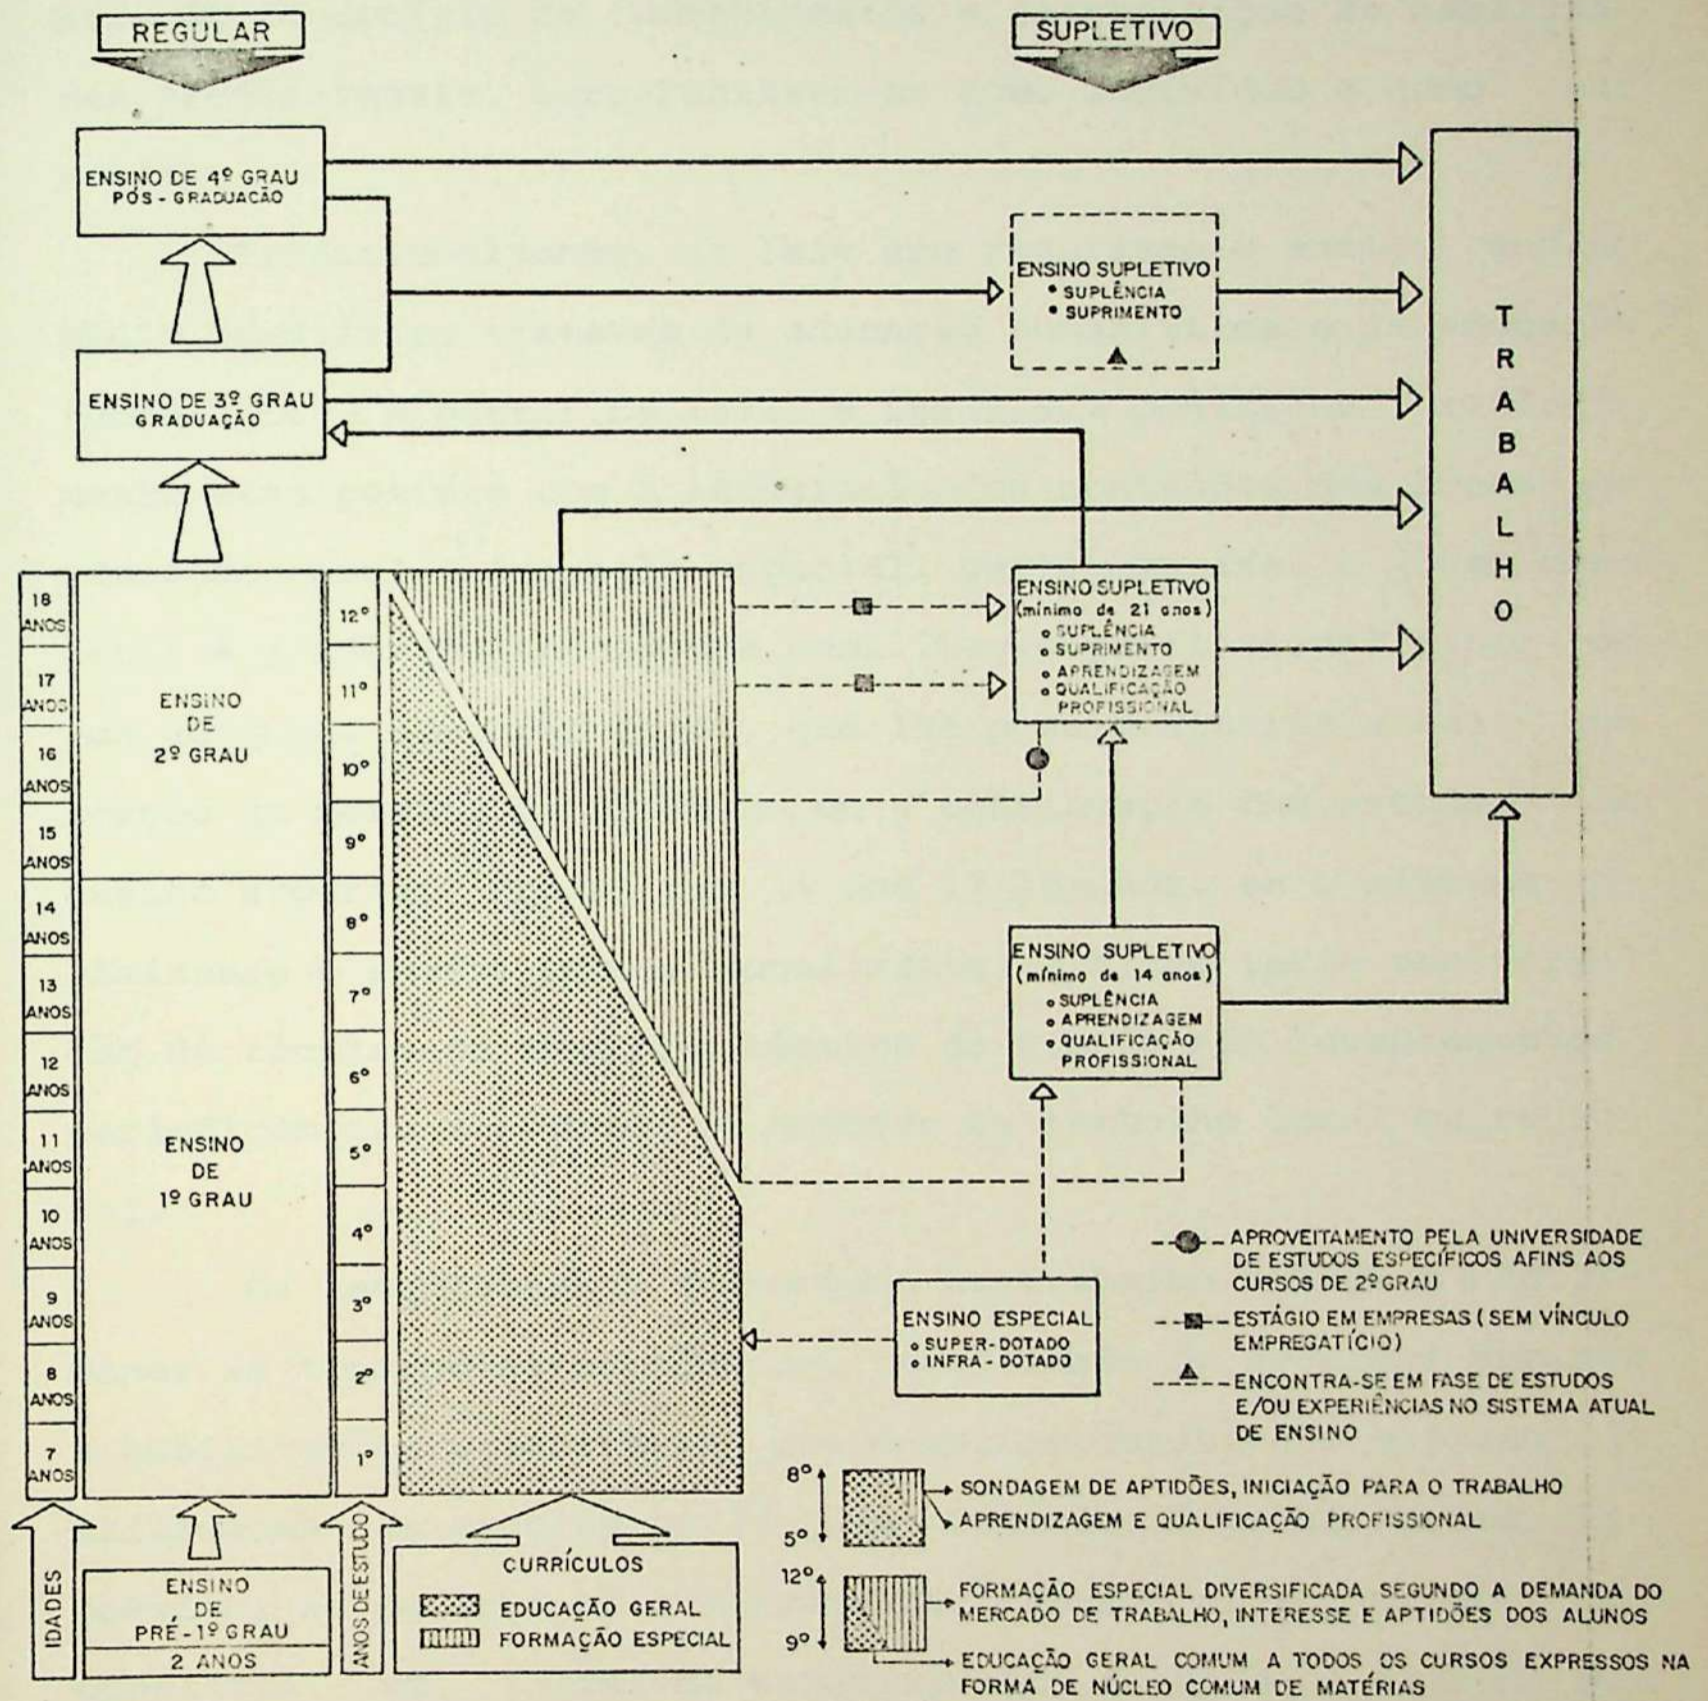 REGULAR
SUPLETIVO
ENSINO DE 4º GRAU
PÓS - GRADUACÃO
ENSINO SUPLETIVO
• SUPLÊNCIA
• SUPRIMENTO
TRABALHO
ENSINO DE 3º GRAU
GRADUAÇÃO
18
ANOS
17
ANOS
16
ANOS
15
ANOS
14
ANOS
13
ANOS
12
ANOS
11
ANOS
10
ANOS
9
ANOS
8
ANOS
7
ANOS
ENSINO
DE
2º GRAU
ENSINO
DE
1º GRAU
12º
11º
10º
9º
8º
7º
6º
5º
4º
3º
2º
1º
ENSINO SUPLETIVO
(mínimo de 21 anos)
• SUPLÊNCIA
• SUPRIMENTO
• APRENDIZAGEM
• QUALIFICAÇÃO
PROFISSIONAL
ENSINO SUPLETIVO
(mínimo de 14 anos)
• SUPLÊNCIA
• APRENDIZAGEM
• QUALIFICAÇÃO
PROFISSIONAL
ENSINO ESPECIAL
• SUPER-DOTADO
• INFRA-DOTADO
APROVEITAMENTO PELA UNIVERSIDADE
DE ESTUDOS ESPECÍFICOS AFINS AOS
CURSOS DE 2º GRAU
ESTÁGIO EM EMPRESAS (SEM VÍNCULO
EMPREGATÍCIO)
ENCONTRA-SE EM FASE DE ESTUDOS
E/OU EXPERIÊNCIAS NO SISTEMA ATUAL
DE ENSINO
8º
5º
SONDAGEM DE APTIDÕES, INICIAÇÃO PARA O TRABALHO
APRENDIZAGEM E QUALIFICAÇÃO PROFISSIONAL
12º
9º
FORMAÇÃO ESPECIAL DIVERSIFICADA SEGUNDO A DEMANDA DO
MERCADO DE TRABALHO, INTERESSE E APTIDÕES DOS ALUNOS
EDUCAÇÃO GERAL COMUM A TODOS OS CURSOS EXPRESSOS NA
FORMA DE NÚCLEO COMUM DE MATÉRIAS
IDADES
ENSINO
DE
PRÉ-1º GRAU
2 ANOS
ANOS DE ESTUDO
CURRÍCULOS
EDUCAÇÃO GERAL
FORMAÇÃO ESPECIAL